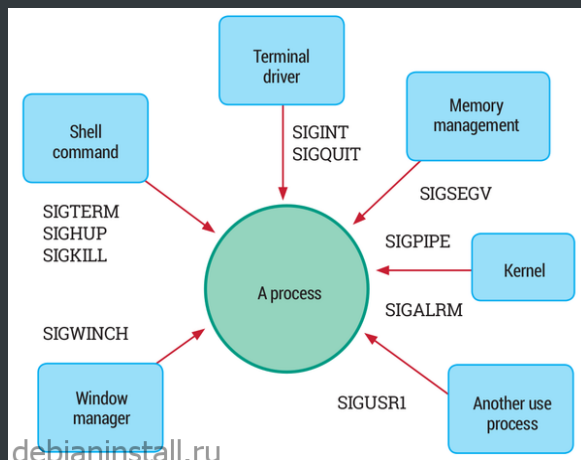 Terminal
driver
Memory
management
Shell
command
SIGINT
SIGQUIT
SIGSEGV
SIGTERM
SIGHUP
SIGKILL
SIGPIPE
Kernel
A process
SIGALRM
SIGWINCH
Window
manager
SIGUSR1
Another use
process
debianinstall.ru